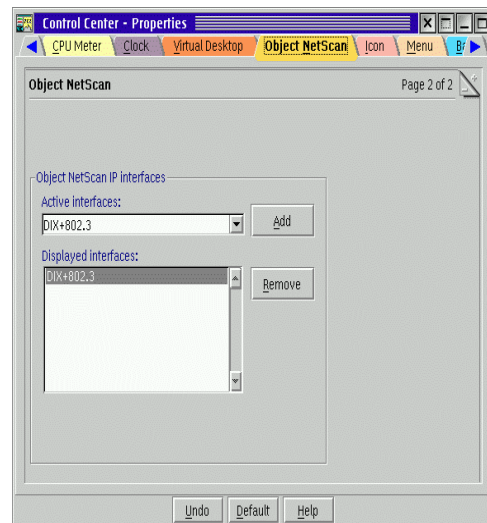 Control Center - Properties
CPU Meter Clock Virtual Desktop Object NetScan Icon Menu
Object NetScan Page 2 of 2
Object NetScan IP interfaces
Active interfaces:
DIX+802.3
Add
Displayed interfaces:
DIX+802.3
Remove
Undo Default Help